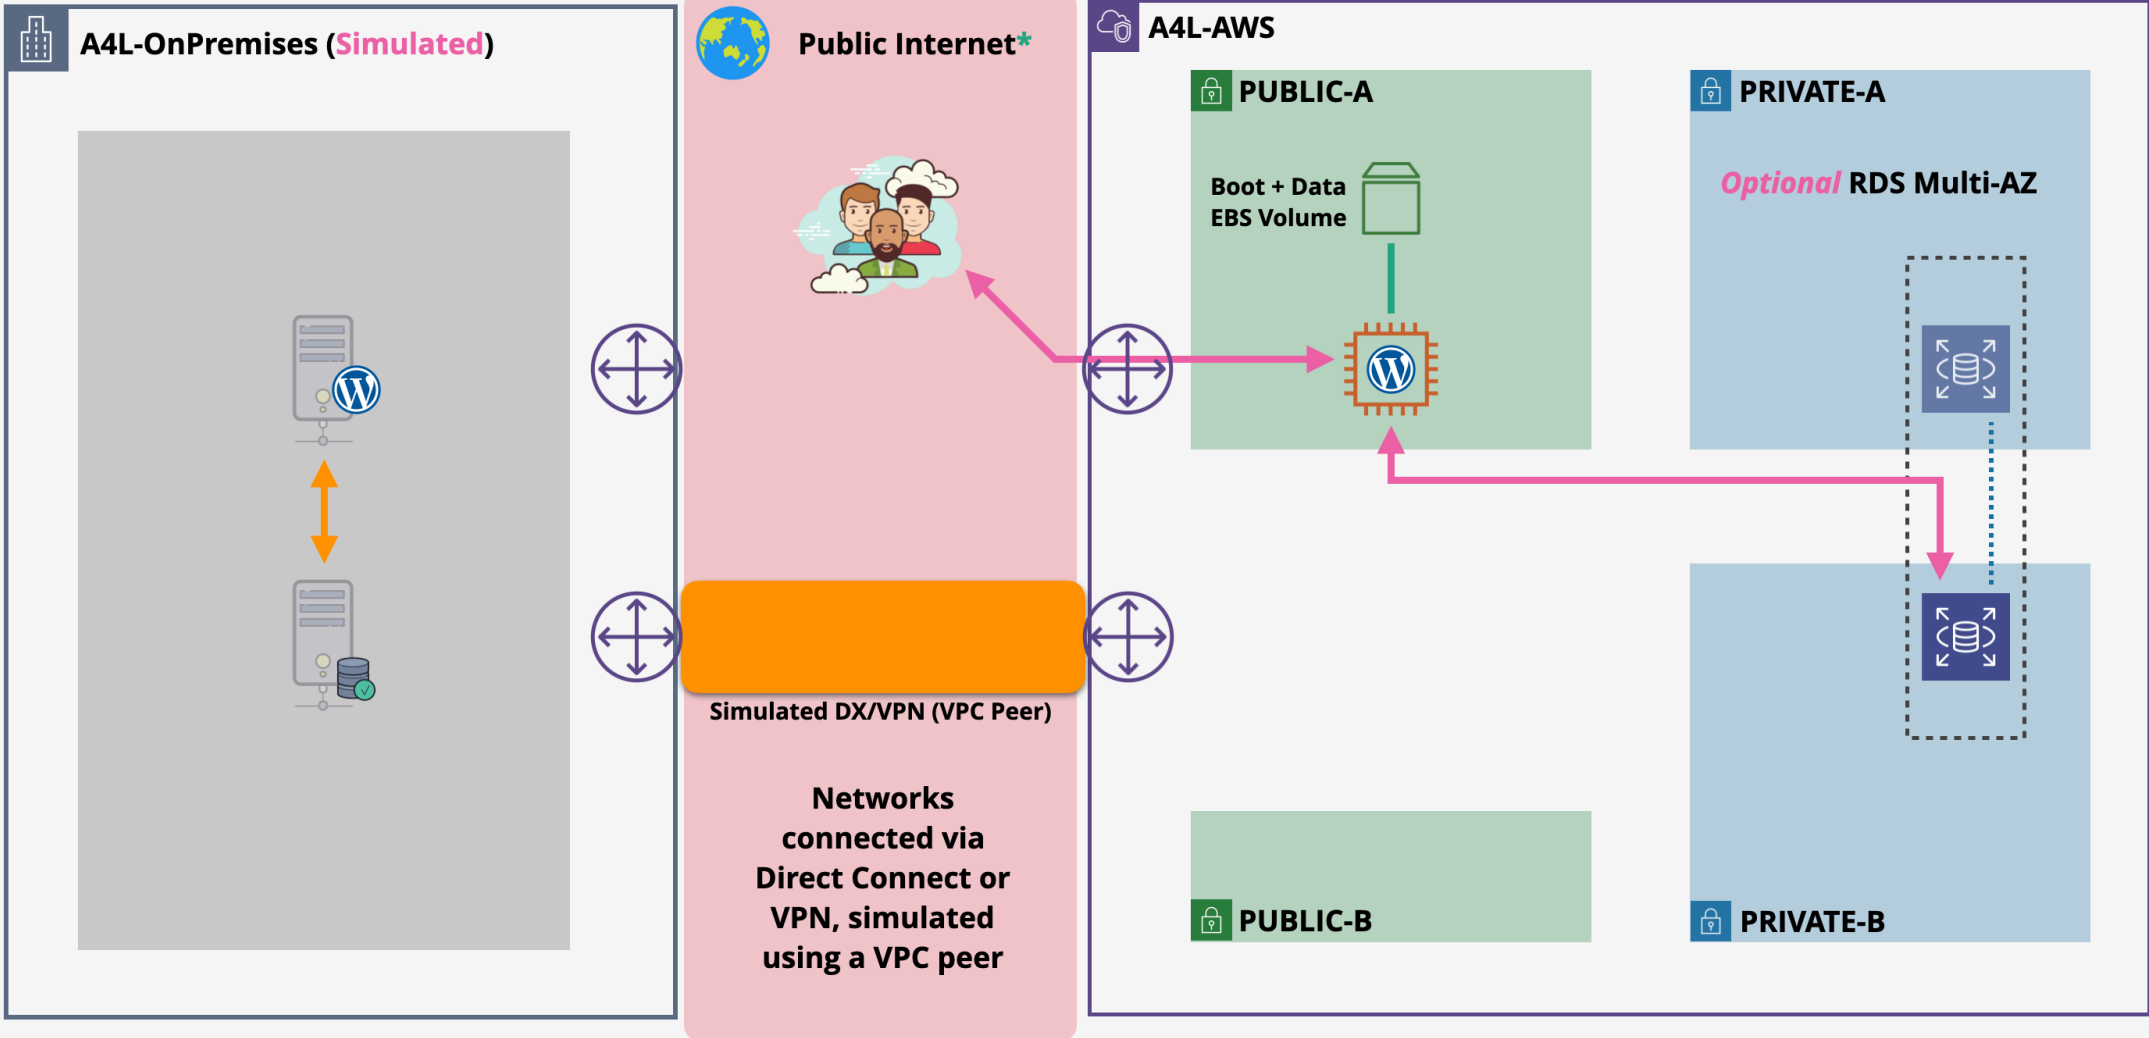 A4L-OnPremises (Simulated)
Public Internet*
A4L-AWS
PUBLIC-A
PRIVATE-A
Boot + Data
EBS Volume
Optional RDS Multi-AZ
Simulated DX/VPN (VPC Peer)
Networks
connected via
Direct Connect or
VPN, simulated
using a VPC peer
PUBLIC-B
PRIVATE-B